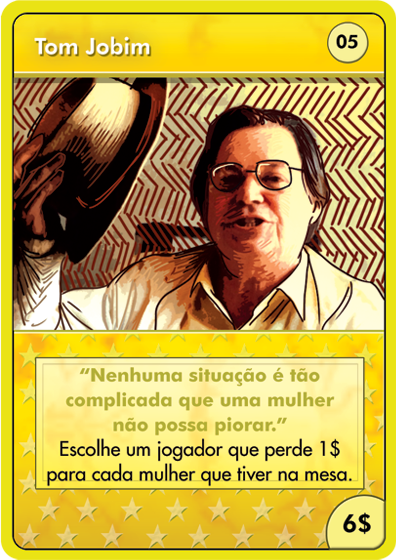 Tom Jobim
05
“Nenhuma situação é tão
complicada que uma mulher
não possa piorar.”
Escolhe um jogador que perde 1$
para cada mulher que tiver na mesa.
6$